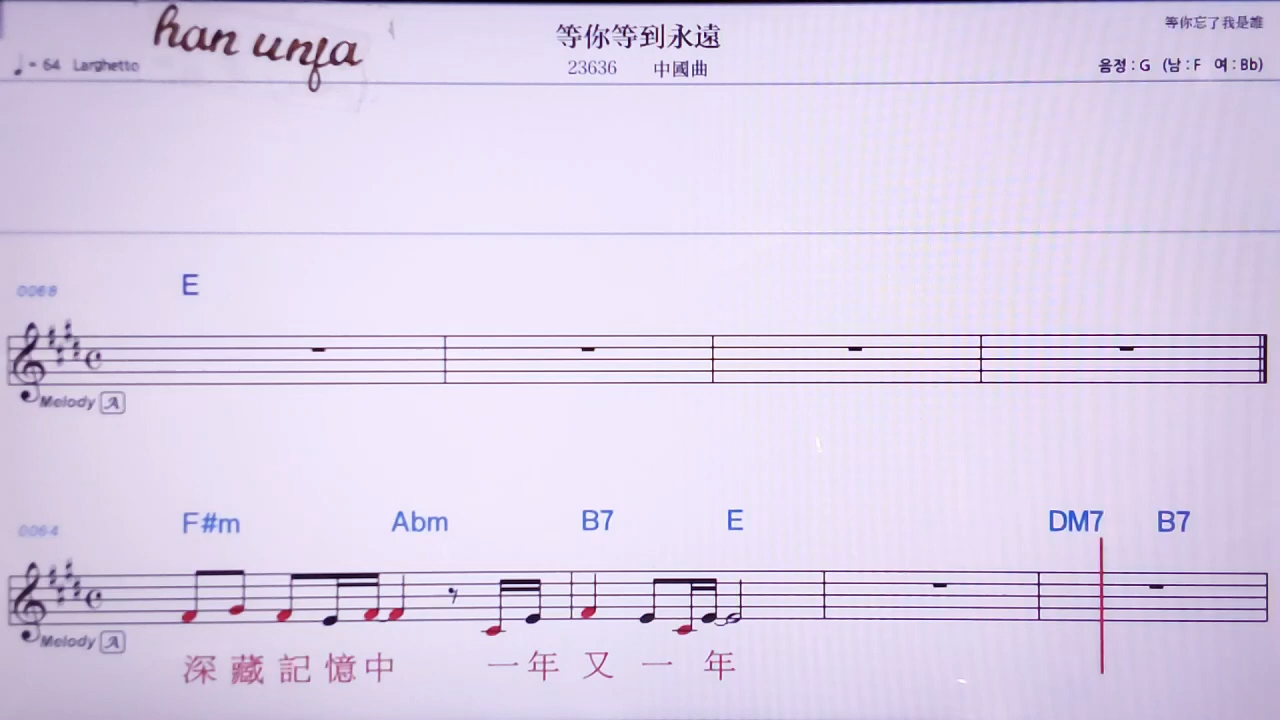 han unfa
等你等到永遠
等你忘了我是誰
♩= 64 Larghetto
23636 中國曲
음정 : G (남 : F 여 : Bb)
0068
E
Melody A
0064
F#m Abm B7 E DM7 B7
Melody A
深藏記憶中 一年又一年